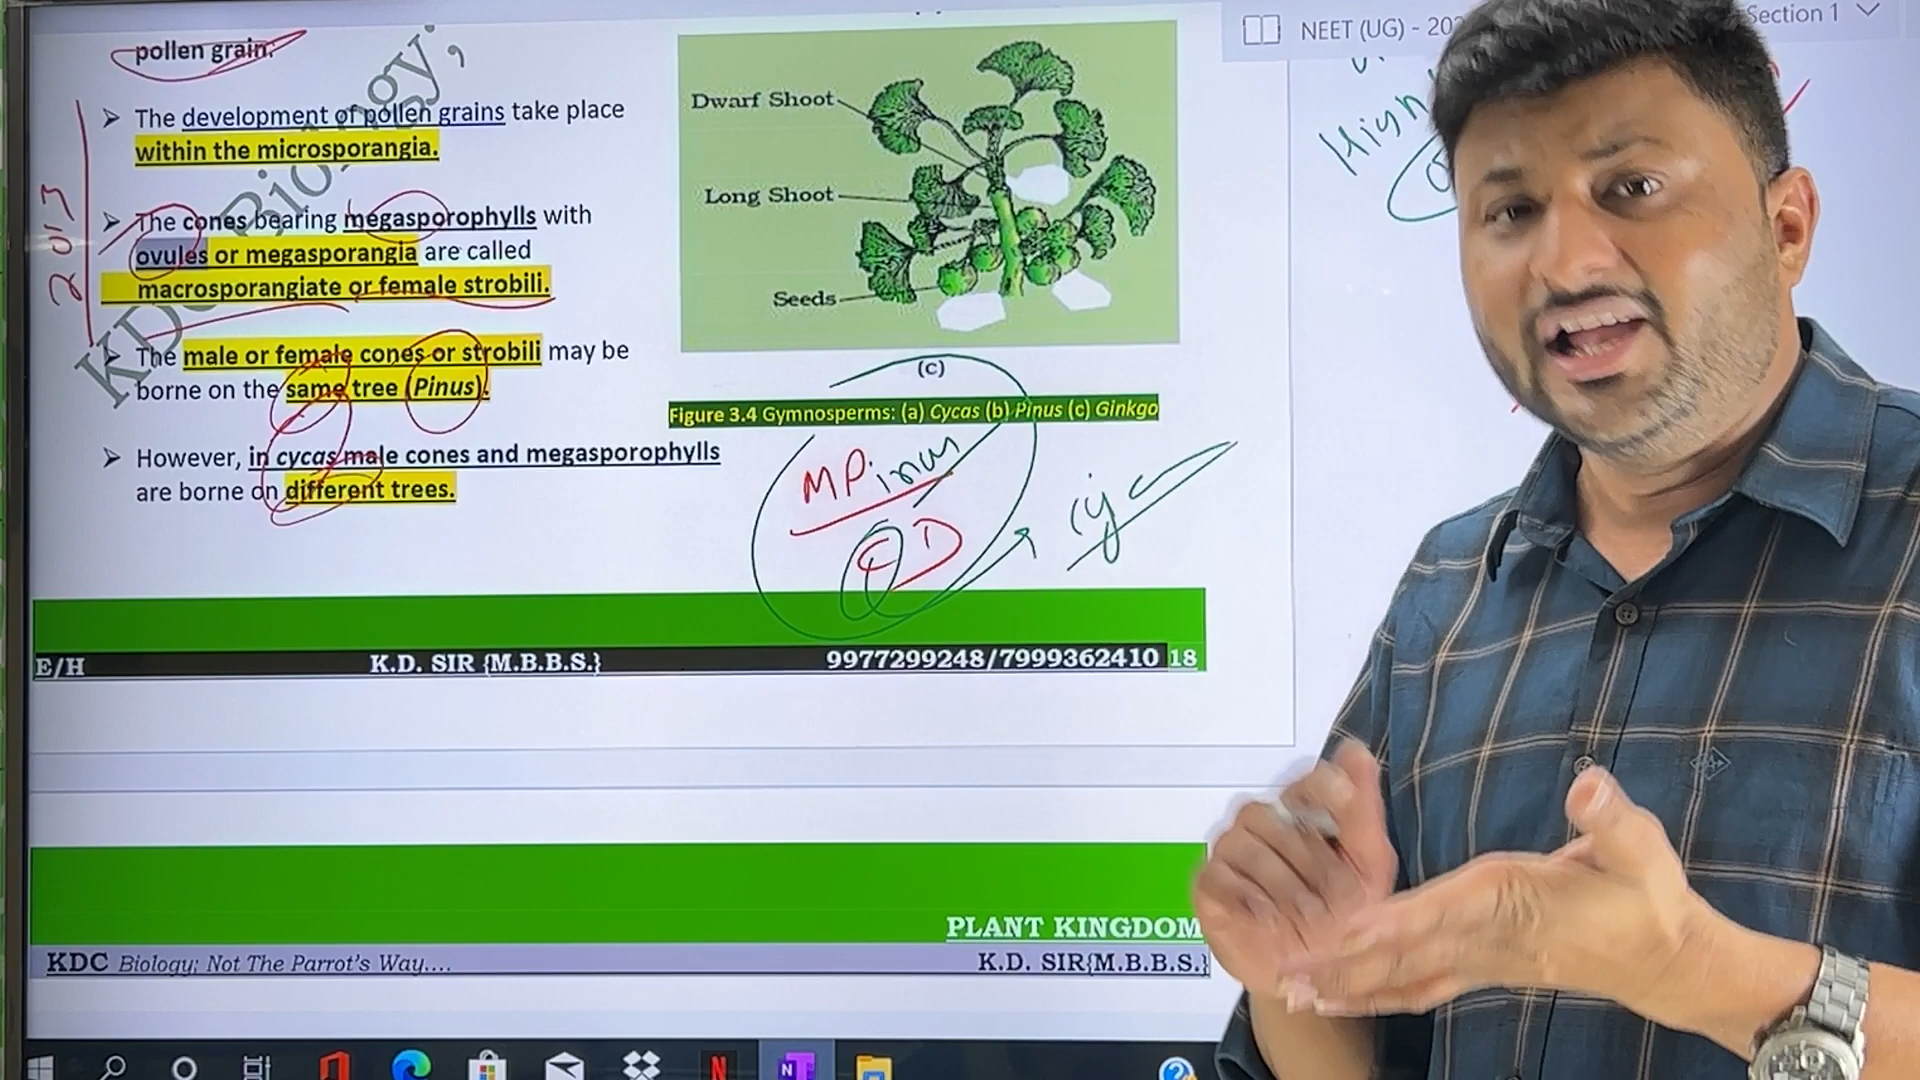 NEET (UG) - 20
Section 1
pollen grain.
➢ The development of pollen grains take place
within the microsporangia.
➢ The cones bearing megasporophylls with
ovules or megasporangia are called
macrosporangiate or female strobili.
➢ The male or female cones or strobili may be
borne on the same tree (Pinus).
➢ However, in cycas male cones and megasporophylls
are borne on different trees.
2017
Dwarf Shoot
Long Shoot
Seeds
(c)
Figure 3.4 Gymnosperms: (a) Cycas (b) Pinus (c) Ginkgo
MPinus
CD
E/H K.D. SIR {M.B.B.S.} 9977299248/7999362410 18
PLANT KINGDOM
KDC Biology; Not The Parrot's Way.... K.D. SIR{M.B.B.S.}